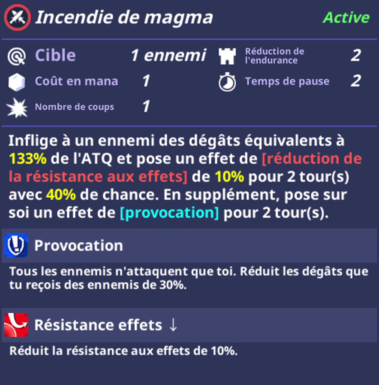 Incendie de magma Active
Cible 1 ennemi Réduction de l'endurance 2
Coût en mana 1 Temps de pause 2
Nombre de coups 1
Inflige à un ennemi des dégâts équivalents à
133% de l'ATQ et pose un effet de [réduction de
la résistance aux effets] de 10% pour 2 tour(s)
avec 40% de chance. En supplément, pose sur
soi un effet de [provocation] pour 2 tour(s).
Provocation
Tous les ennemis n'attaquent que toi. Réduit les dégâts que
tu reçois des ennemis de 30%.
Résistance effets ↓
Réduit la résistance aux effets de 10%.